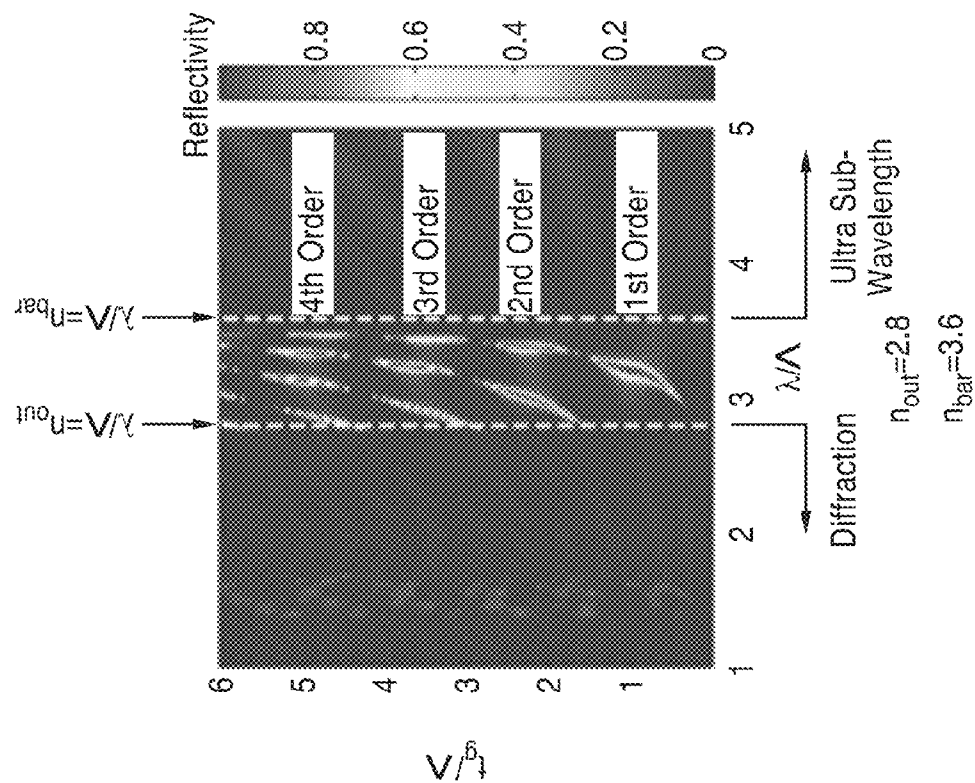 λ/Λ=n_out
λ/Λ=n_bar
Reflectivity
0.8
0.6
0.4
0.2
0
4th Order
3rd Order
2nd Order
1st Order
6
5
4
3
2
1
t_g/Λ
1
2
3
4
5
λ/Λ
Diffraction
Ultra Sub-
Wavelength
n_out=2.8
n_bar=3.6